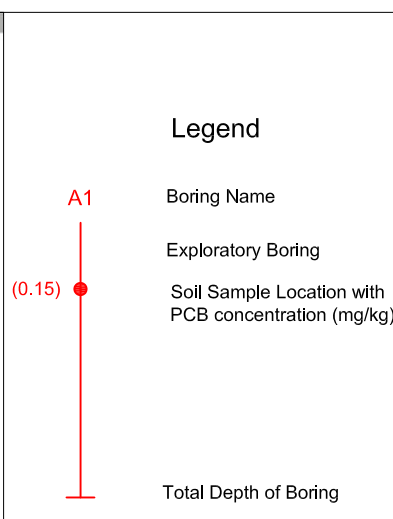 Legend
A1 Boring Name
Exploratory Boring
(0.15) Soil Sample Location with
PCB concentration (mg/kg)
Total Depth of Boring